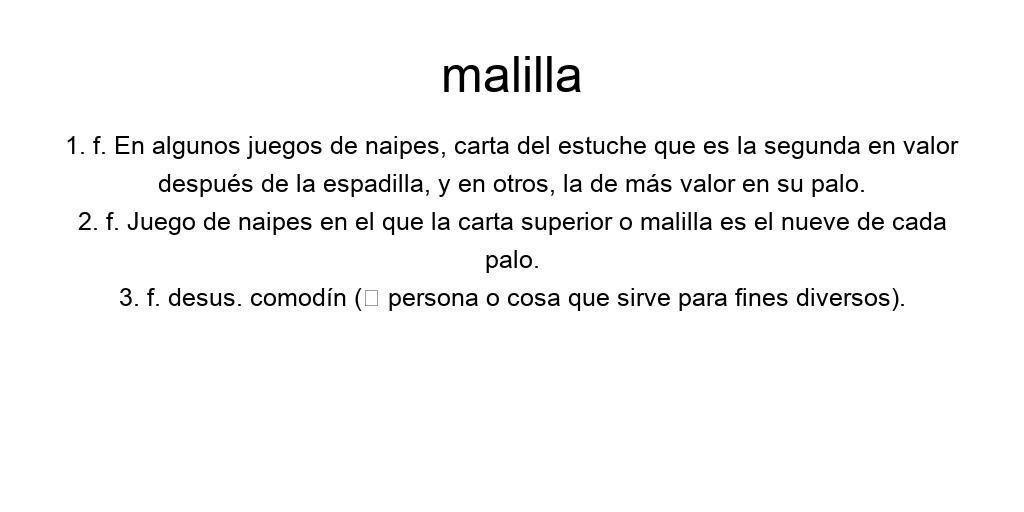 malilla
1. f. En algunos juegos de naipes, carta del estuche que es la segunda en valor
después de la espadilla, y en otros, la de más valor en su palo.
2. f. Juego de naipes en el que la carta superior o malilla es el nueve de cada
palo.
3. f. desus. comodín (□ persona o cosa que sirve para fines diversos).